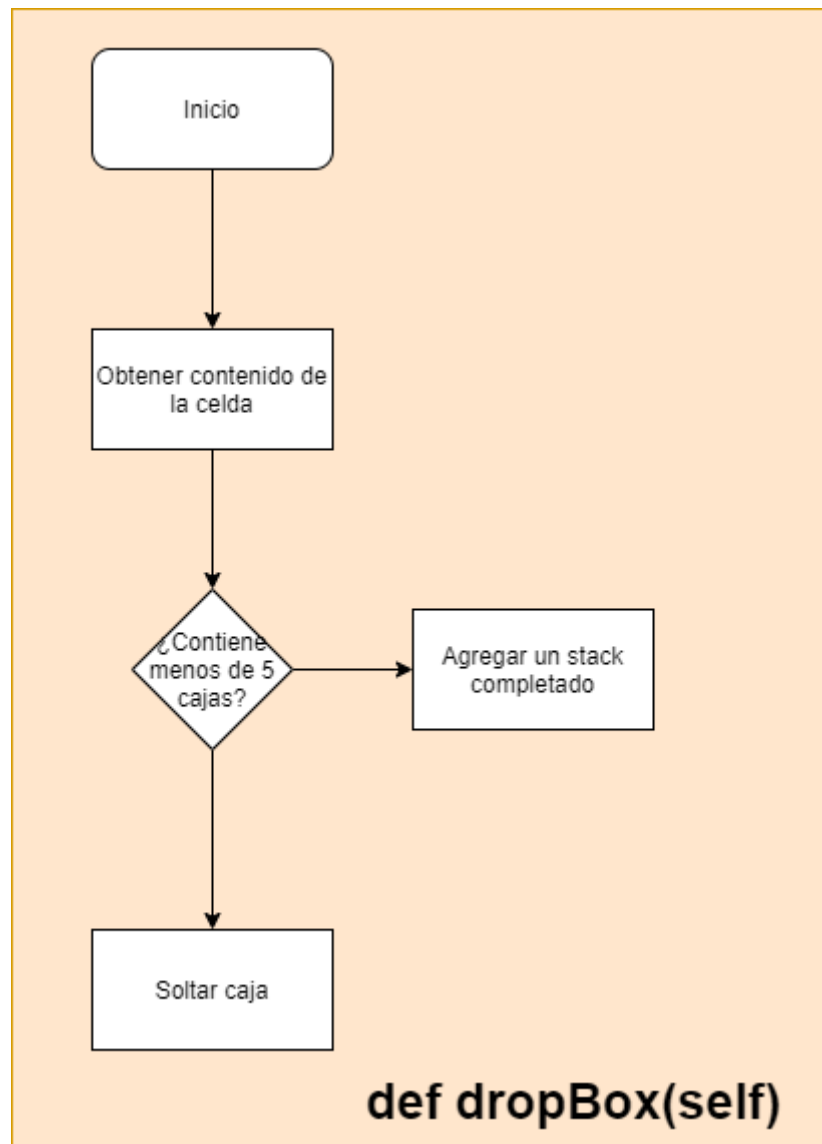 Inicio
Obtener contenido de
la celda
¿Contiene
menos de 5
cajas?
Agregar un stack
completado
Soltar caja
def dropBox(self)